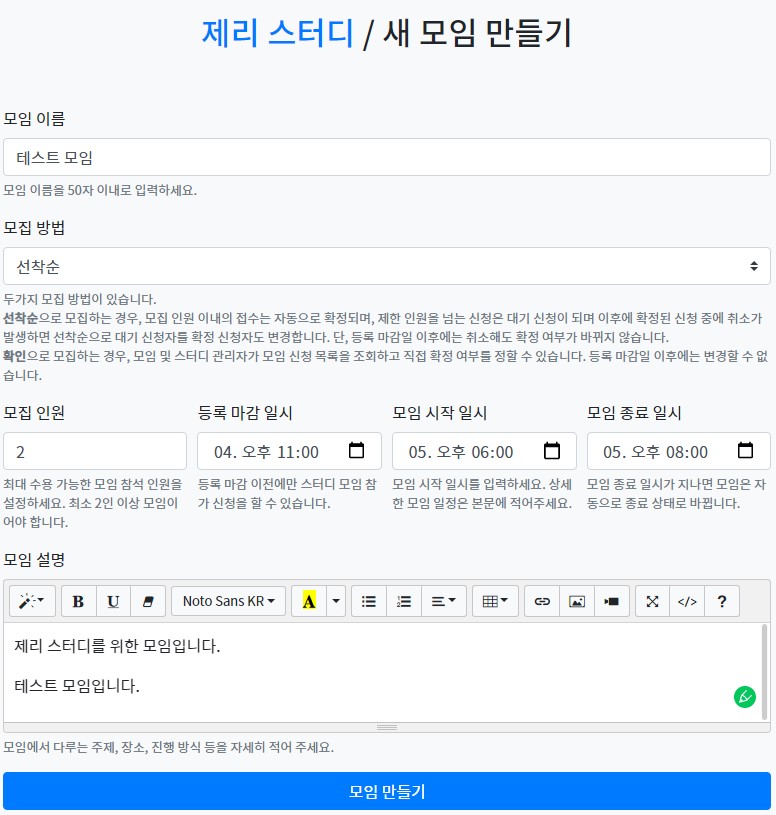 제리 스터디 / 새 모임 만들기
모임 이름
테스트 모임
모임 이름을 50자 이내로 입력하세요.
모집 방법
선착순
두가지 모집 방법이 있습니다.
선착순으로 모집하는 경우, 모집 인원 이내의 접수는 자동으로 확정되며, 제한 인원을 넘는 신청은 대기 신청이 되며 이후에 확정된 신청 중에 취소가
발생하면 선착순으로 대기 신청자를 확정 신청자도 변경합니다. 단, 등록 마감일 이후에는 취소해도 확정 여부가 바뀌지 않습니다.
확인으로 모집하는 경우, 모임 및 스터디 관리자가 모임 신청 목록을 조회하고 직접 확정 여부를 정할 수 있습니다. 등록 마감일 이후에는 변경할 수 없
습니다.
모집 인원
2
최대 수용 가능한 모임 참석 인원을
설정하세요. 최소 2인 이상 모임이
어야 합니다.
등록 마감 일시
04. 오후 11:00
등록 마감 이전에만 스터디 모임 참
가 신청을 할 수 있습니다.
모임 시작 일시
05. 오후 06:00
모임 시작 일시를 입력하세요. 상세
한 모임 일정은 본문에 적어주세요.
모임 종료 일시
05. 오후 08:00
모임 종료 일시가 지나면 모임은 자
동으로 종료 상태로 바뀝니다.
모임 설명
B U Noto Sans KR A </> ?
제리 스터디를 위한 모임입니다.
테스트 모임입니다.
모임에서 다루는 주제, 장소, 진행 방식 등을 자세히 적어 주세요.
모임 만들기